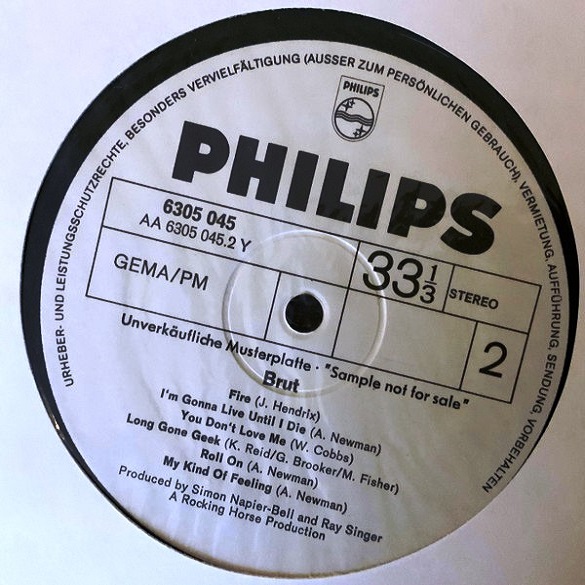 URHEBER- UND LEISTUNGSSCHUTZRECHTE, BESONDERS VERVIELFÄLTIGUNG (AUSSER ZUM PERSÖNLICHEN GEBRAUCH), VERMIETUNG, AUFFÜHRUNG, SENDUNG, VORBEHALTEN
PHILIPS
PHILIPS
6305 045
AA 6305 045.2 Y
33 1/3
STEREO
GEMA/PM
2
Unverkäufliche Musterplatte · "Sample not for sale"
Brut
Fire (J. Hendrix)
I'm Gonna Live Until I Die (A. Newman)
You Don't Love Me (W. Cobbs)
Long Gone Geek (K. Reid/G. Brooker/M. Fisher)
Roll On (A. Newman)
My Kind Of Feeling (A. Newman)
Produced by Simon Napier-Bell and Ray Singer
A Rocking Horse Production